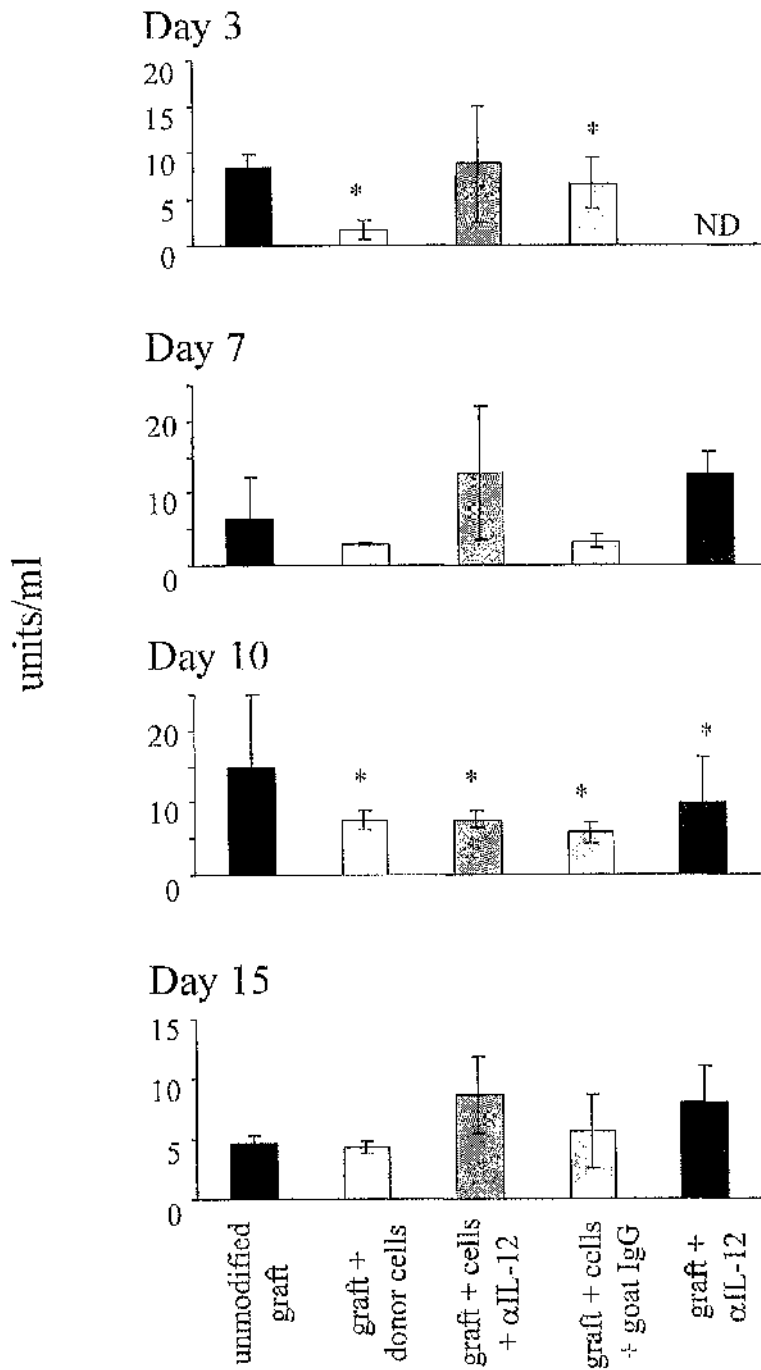 Day 3
20
15
10
5
0
*
*
ND
Day 7
20
10
0
units/ml
Day 10
20
10
0
*
*
*
*
Day 15
15
10
5
0
unmodified
graft
graft +
donor cells
graft + cells
+ αIL-12
graft + cells
+ goat IgG
graft +
αIL-12